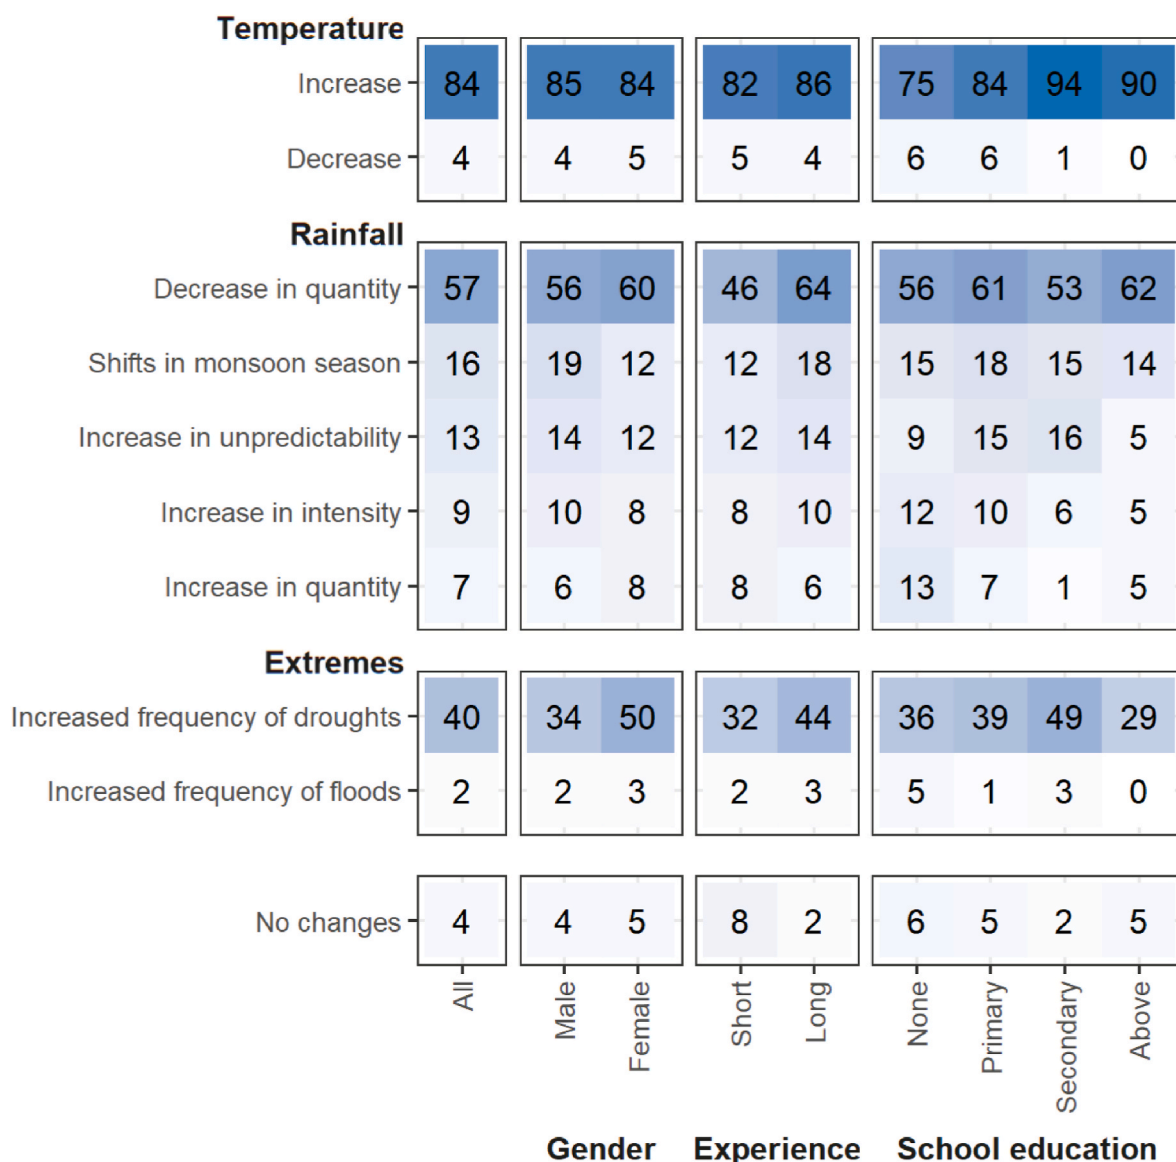 Temperature
Increase 84 85 84 82 86 75 84 94 90
Decrease 4 4 5 5 4 6 6 1 0
Rainfall
Decrease in quantity 57 56 60 46 64 56 61 53 62
Shifts in monsoon season 16 19 12 12 18 15 18 15 14
Increase in unpredictability 13 14 12 12 14 9 15 16 5
Increase in intensity 9 10 8 8 10 12 10 6 5
Increase in quantity 7 6 8 8 6 13 7 1 5
Extremes
Increased frequency of droughts 40 34 50 32 44 36 39 49 29
Increased frequency of floods 2 2 3 2 3 5 1 3 0
No changes 4 4 5 8 2 6 5 2 5
All Male Female Short Long None Primary Secondary Above
Gender Experience School education